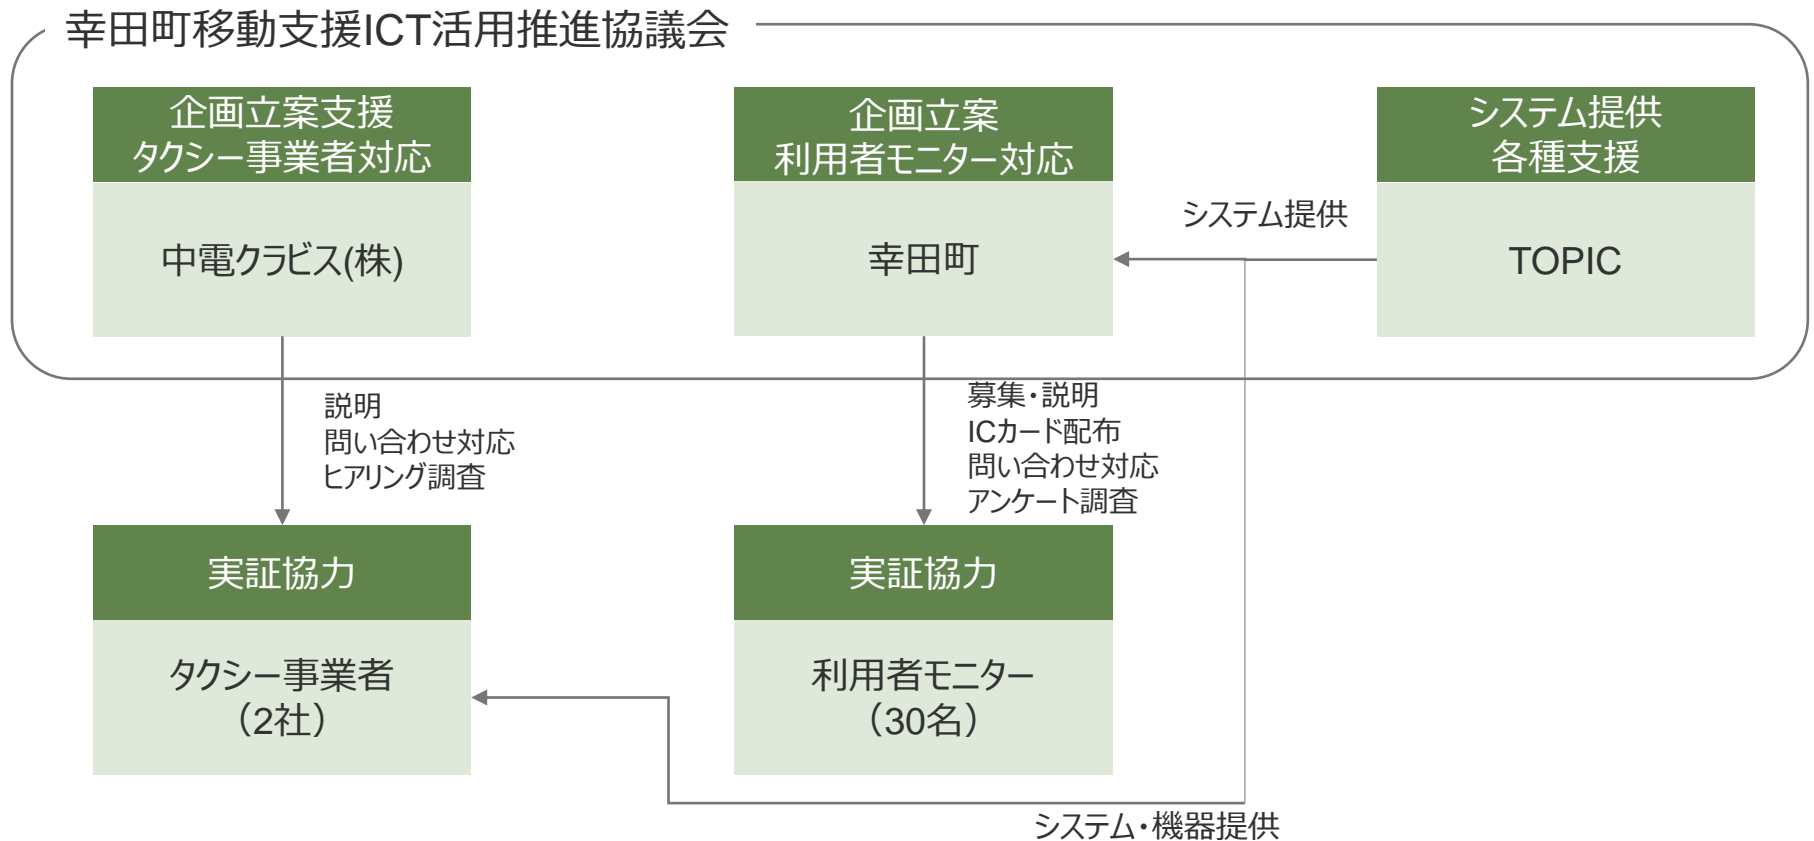 幸田町移動支援ICT活用推進協議会
企画立案支援
タクシー事業者対応
中電クラビス(株)
企画立案
利用者モニター対応
幸田町
システム提供
システム提供
各種支援
TOPIC
説明
問い合わせ対応
ヒアリング調査
募集・説明
ICカード配布
問い合わせ対応
アンケート調査
実証協力
タクシー事業者
（2社）
実証協力
利用者モニター
（30名）
システム・機器提供